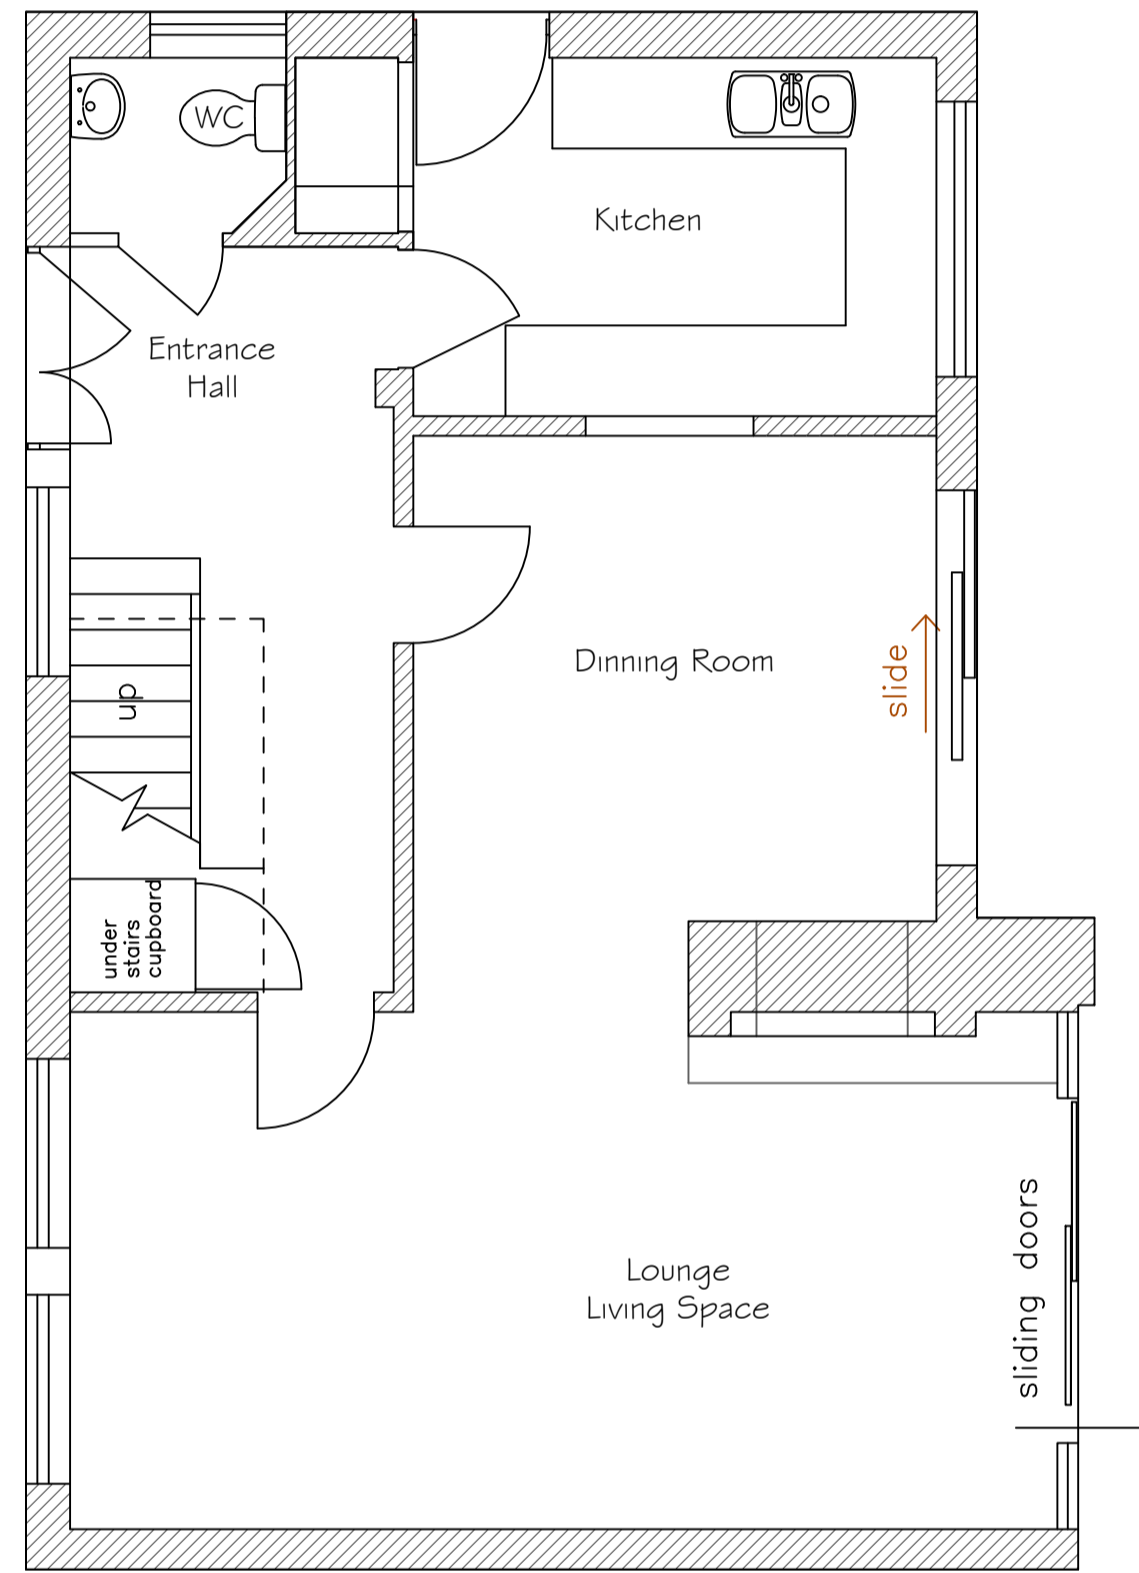 WC
Kitchen
Entrance
Hall
up
Dinning Room
slide
under
stairs
cupboard
Lounge
Living Space
sliding doors